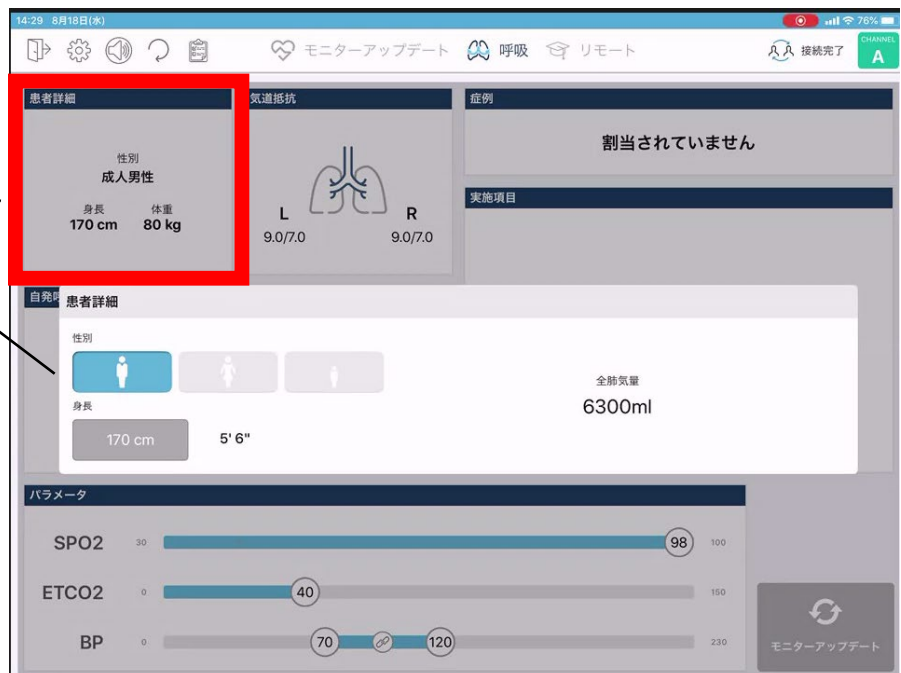 14:29 8月18日(水)
76%
モニターアップデート 呼吸 リモート 接続完了 CHANNEL A
患者詳細
性別
成人男性
身長 体重
170 cm 80 kg
気道抵抗
L R
9.0/7.0 9.0/7.0
症例
割当されていません
実施項目
自発呼
患者詳細
性別
身長
170 cm 5' 6"
全肺気量
6300ml
パラメータ
SPO2 30 98 100
ETCO2 0 40 150
BP 0 70 120 230
モニターアップデート